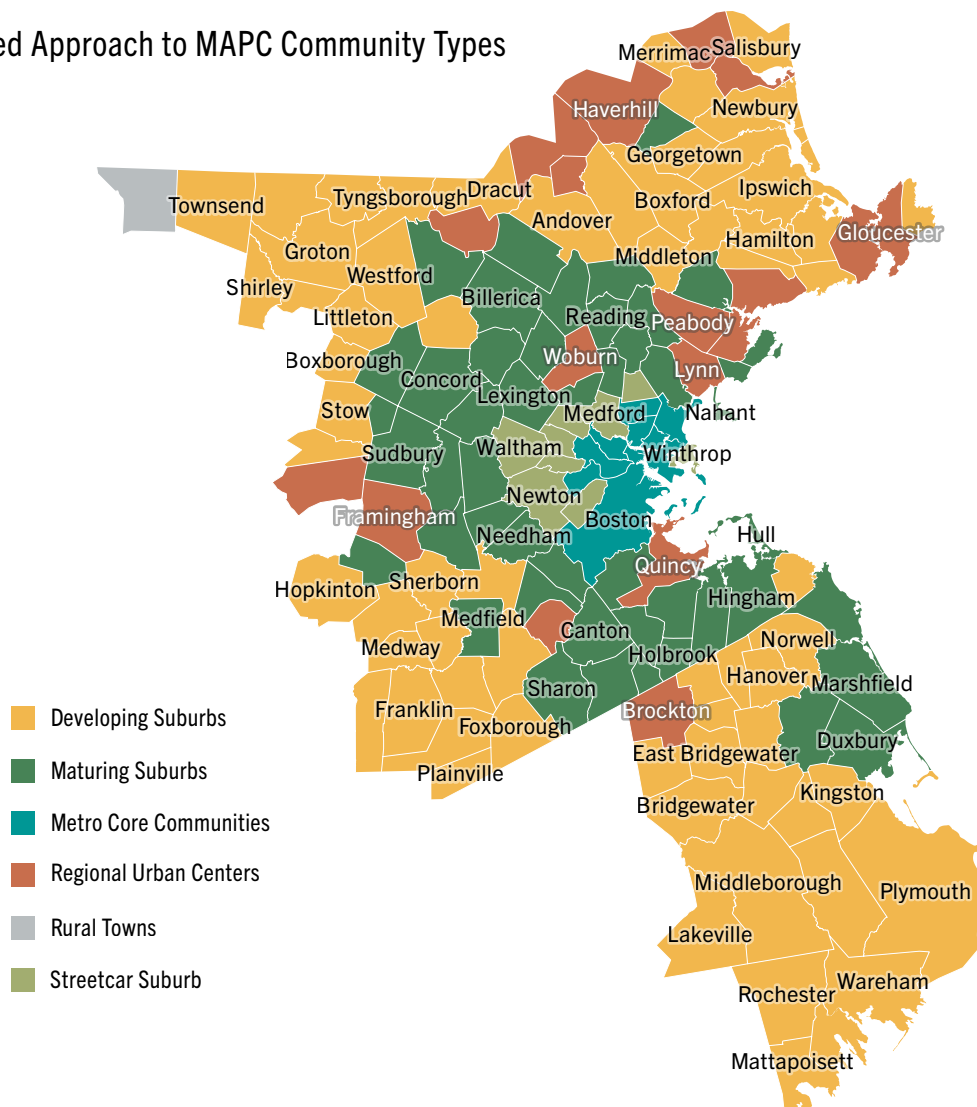 ed Approach to MAPC Community Types
Merrimac
Salisbury
Haverhill
Newbury
Georgetown
Ipswich
Townsend
Tyngsborough
Dracut
Boxford
Andover
Gloucester
Hamilton
Groton
Middleton
Westford
Shirley
Billerica
Littleton
Reading
Peabody
Woburn
Boxborough
Lynn
Concord
Lexington
Stow
Medford
Nahant
Waltham
Winthrop
Sudbury
Newton
Framingham
Boston
Needham
Hull
Quincy
Hopkinton
Sherborn
Hingham
Medfield
Canton
Norwell
Medway
Holbrook
Hanover
Marshfield
Sharon
Franklin
Brockton
Foxborough
Duxbury
East Bridgewater
Plainville
Kingston
Bridgewater
Middleborough
Plymouth
Lakeville
Wareham
Rochester
Mattapoisett
Developing Suburbs
Maturing Suburbs
Metro Core Communities
Regional Urban Centers
Rural Towns
Streetcar Suburb